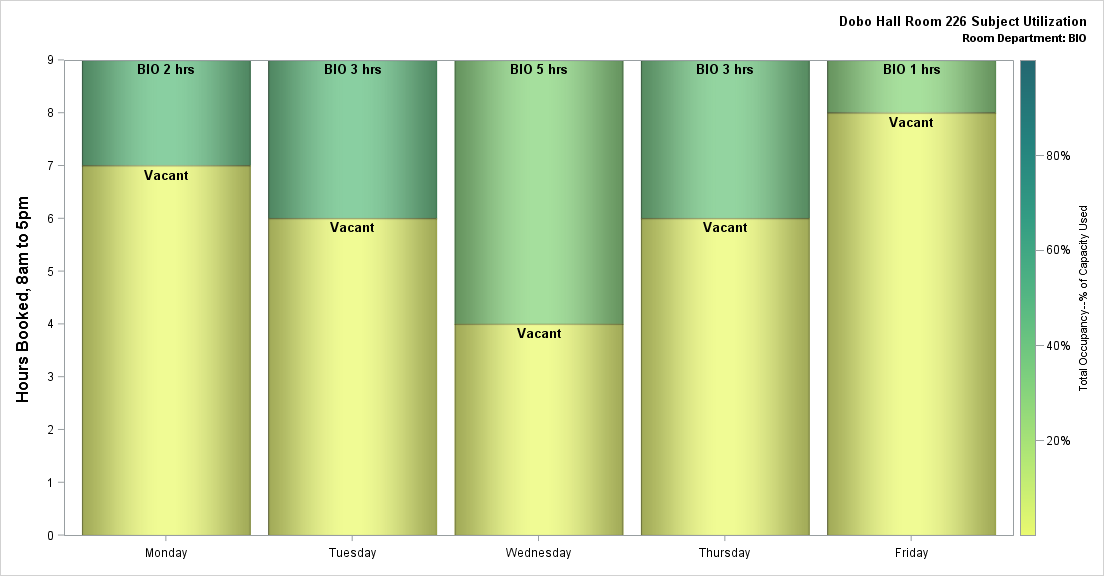 Dobo Hall Room 226 Subject Utilization
Room Department: BIO
Hours Booked, 8am to 5pm
9
8
7
6
5
4
3
2
1
0
BIO 2 hrs
Vacant
BIO 3 hrs
Vacant
BIO 5 hrs
Vacant
BIO 3 hrs
Vacant
BIO 1 hrs
Vacant
Monday
Tuesday
Wednesday
Thursday
Friday
80%
60%
40%
20%
Total Occupancy--% of Capacity Used